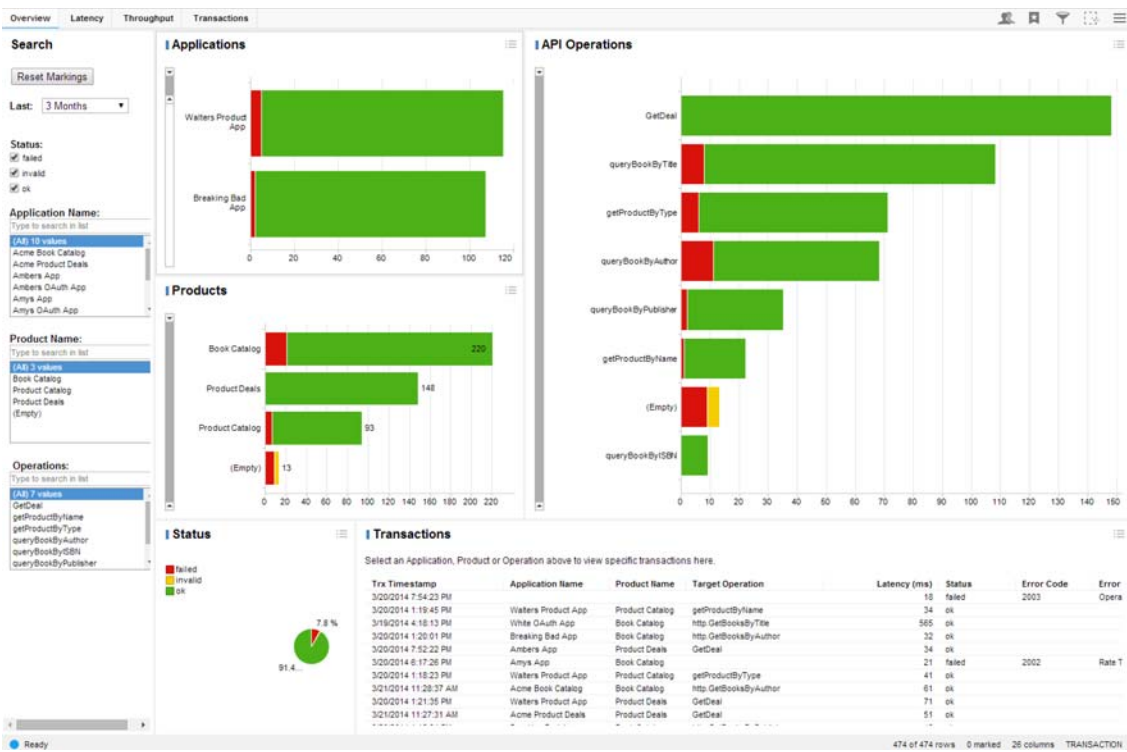 Overview Latency Throughput Transactions
Search
Reset Markings
Last: 3 Months
Status:
failed
invalid
ok
Application Name:
Type to search in list
(All) 10 values
Acme Book Catalog
Acme Product Deals
Ambers App
Ambers OAuth App
Amys App
Amys OAuth App
Product Name:
Type to search in list
(All) 3 values
Book Catalog
Product Catalog
Product Deals
(Empty)
Operations:
Type to search in list
(All) 7 values
GetDeal
getProductByName
getProductByType
queryBookByAuthor
queryBookByISBN
queryBookByPublisher
Applications
Walters Product
App
Breaking Bad
App
0 20 40 60 80 100 120
Products
Book Catalog 220
Product Deals 148
Product Catalog 93
(Empty) 13
0 20 40 60 80 100 120 140 160 180 200 220
API Operations
GetDeal
queryBookByTitle
getProductByType
queryBookByAuthor
queryBookByPublisher
getProductByName
(Empty)
queryBookByISBN
0 10 20 30 40 50 60 70 80 90 100 110 120 130 140 150
Status
failed
invalid
ok
7.8 %
91.4...
Transactions
Select an Application, Product or Operation above to view specific transactions here.
Trx Timestamp Application Name Product Name Target Operation Latency (ms) Status Error Code Error
3/20/2014 7:54:23 PM 18 failed 2003 Opera
3/20/2014 1:19:45 PM Walters Product App Product Catalog getProductByName 34 ok
3/19/2014 4:18:13 PM White OAuth App Book Catalog http.GetBooksByTitle 565 ok
3/20/2014 1:20:01 PM Breaking Bad App Book Catalog http.GetBooksByAuthor 32 ok
3/20/2014 7:52:22 PM Ambers App Product Deals GetDeal 34 ok
3/20/2014 6:17:26 PM Amys App Book Catalog 21 failed 2002 Rate T
3/20/2014 1:18:23 PM Walters Product App Product Catalog getProductByType 41 ok
3/21/2014 11:28:37 AM Acme Book Catalog Book Catalog http.GetBooksByAuthor 61 ok
3/20/2014 1:21:35 PM Walters Product App Product Deals GetDeal 71 ok
3/21/2014 11:27:31 AM Acme Product Deals Product Deals GetDeal 51 ok
Ready 474 of 474 rows 0 marked 26 columns TRANSACTION